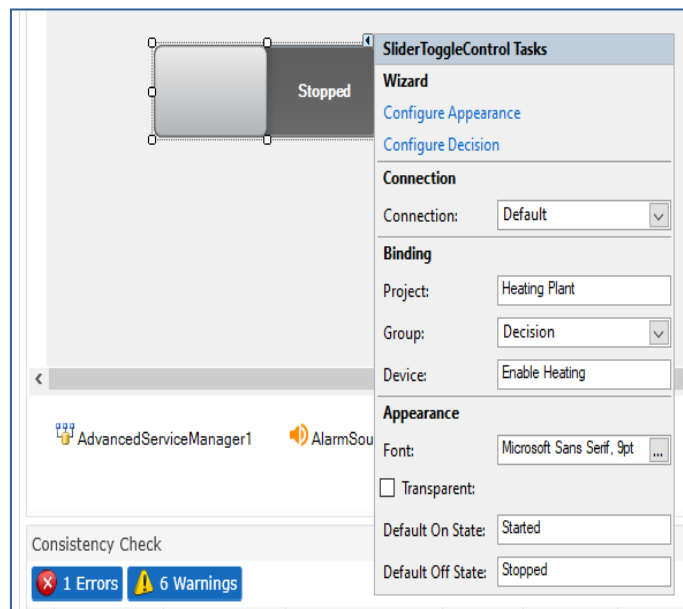 Stopped
SliderToggleControl Tasks
Wizard
Configure Appearance
Configure Decision
Connection
Connection: Default
Binding
Project: Heating Plant
Group: Decision
Device: Enable Heating
Appearance
Font: Microsoft Sans Serif, 9pt ...
Transparent:
Default On State: Started
Default Off State: Stopped
AdvancedServiceManager1 AlarmSou
Consistency Check
1 Errors 6 Warnings